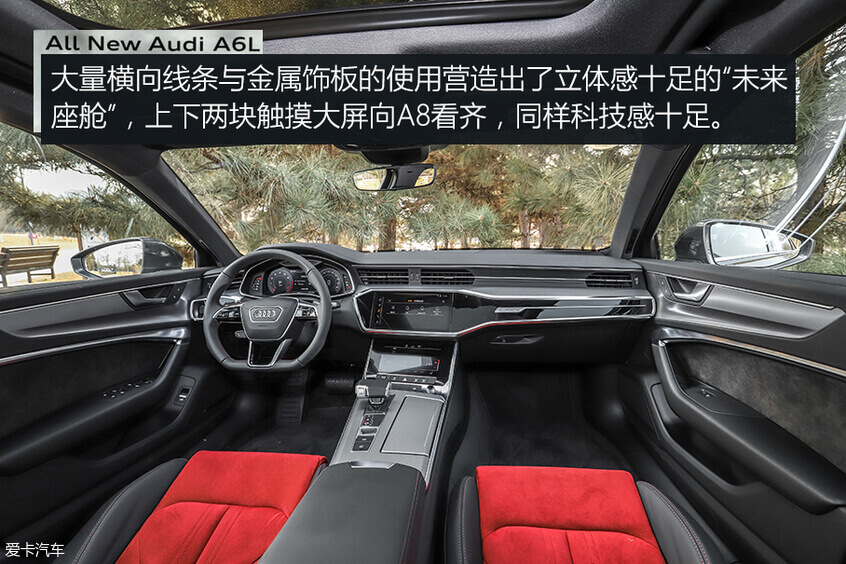 All New Audi A6L
大量横向线条与金属饰板的使用营造出了立体感十足的“未来
座舱”，上下两块触摸大屏向A8看齐，同样科技感十足。
爱卡汽车